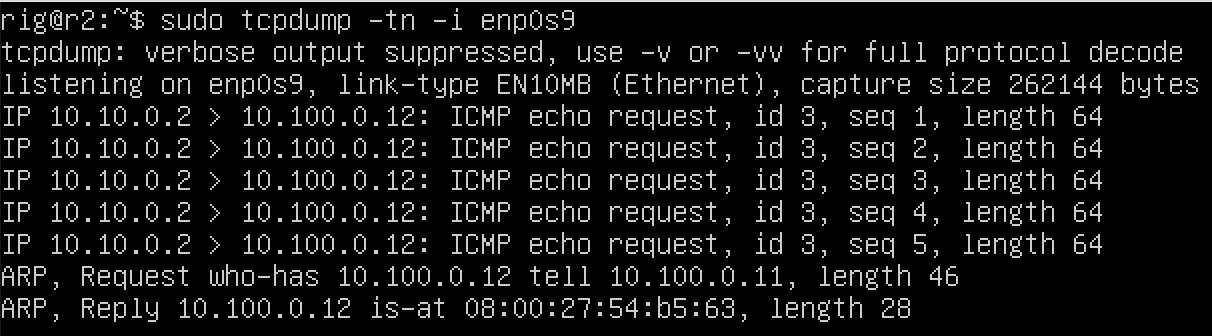 rig@r2:~$ sudo tcpdump -tn -i enp0s9
tcpdump: verbose output suppressed, use -v or -vv for full protocol decode
listening on enp0s9, link-type EN10MB (Ethernet), capture size 262144 bytes
IP 10.10.0.2 > 10.100.0.12: ICMP echo request, id 3, seq 1, length 64
IP 10.10.0.2 > 10.100.0.12: ICMP echo request, id 3, seq 2, length 64
IP 10.10.0.2 > 10.100.0.12: ICMP echo request, id 3, seq 3, length 64
IP 10.10.0.2 > 10.100.0.12: ICMP echo request, id 3, seq 4, length 64
IP 10.10.0.2 > 10.100.0.12: ICMP echo request, id 3, seq 5, length 64
ARP, Request who-has 10.100.0.12 tell 10.100.0.11, length 46
ARP, Reply 10.100.0.12 is-at 08:00:27:54:b5:63, length 28